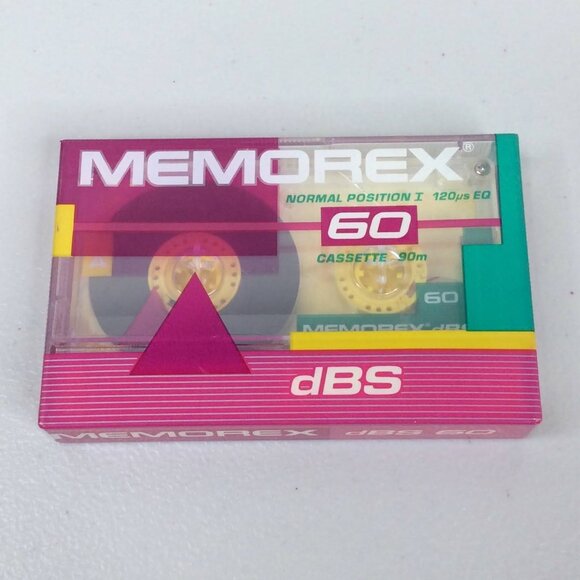 MEMOREX®
NORMAL POSITION I 120µs EQ
60
CASSETTE 90m
60
MEMOREX® dBS
dBS
MEMOREX dBS 60